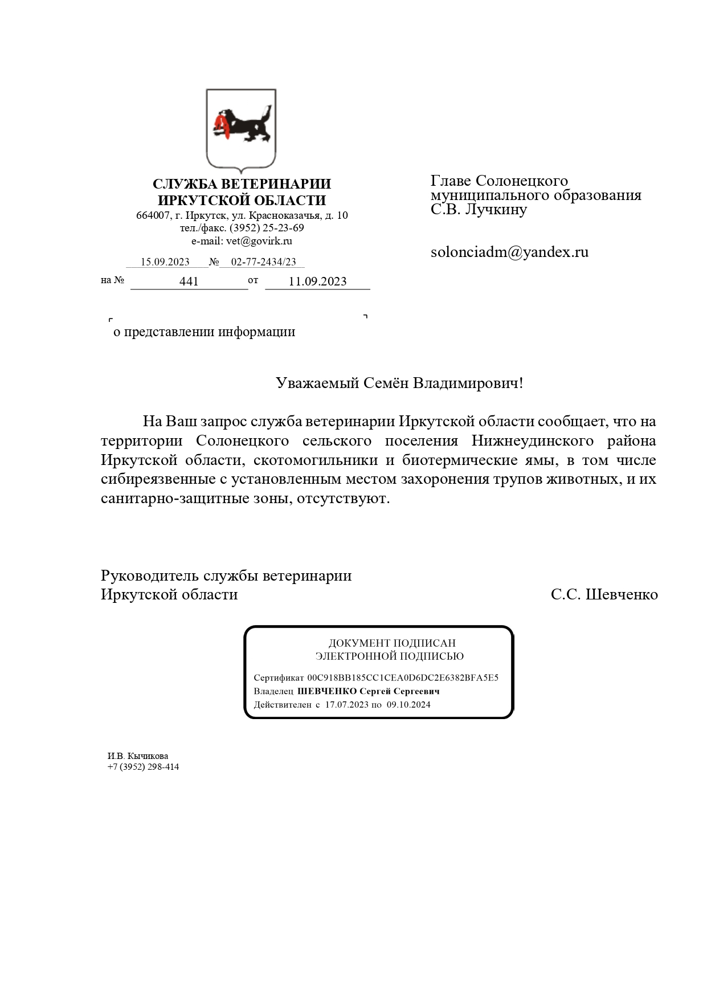 СЛУЖБА ВЕТЕРИНАРИИ
ИРКУТСКОЙ ОБЛАСТИ
664007, г. Иркутск, ул. Красноказачья, д. 10
тел./факс. (3952) 25-23-69
e-mail: vet@govirk.ru
15.09.2023 № 02-77-2434/23
на № 441 от 11.09.2023
Главе Солонецкого
муниципального образования
С.В. Лучкину
solonciadm@yandex.ru
о представлении информации
Уважаемый Семён Владимирович!
На Ваш запрос служба ветеринарии Иркутской области сообщает, что на
территории Солонецкого сельского поселения Нижнеудинского района
Иркутской области, скотомогильники и биотермические ямы, в том числе
сибиреязвенные с установленным местом захоронения трупов животных, и их
санитарно-защитные зоны, отсутствуют.
Руководитель службы ветеринарии
Иркутской области С.С. Шевченко
ДОКУМЕНТ ПОДПИСАН
ЭЛЕКТРОННОЙ ПОДПИСЬЮ
Сертификат 00C918BB185CC1CEA0D6DC2E6382BFA5E5
Владелец ШЕВЧЕНКО Сергей Сергеевич
Действителен с 17.07.2023 по 09.10.2024
И.В. Кычикова
+7 (3952) 298-414